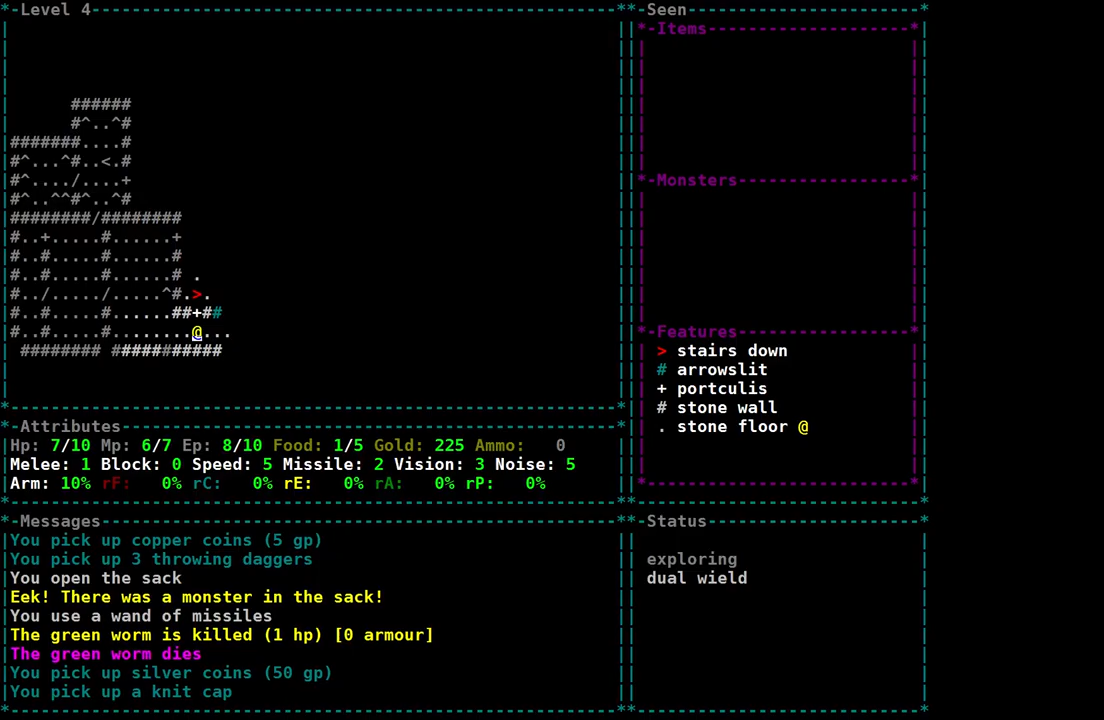 *-Level 4----------------------------------------------------**-Seen-----------------------*
*-Items--------------------*
######
#^..^#
#######....#
#^...^#..<.#
#^..../....+ *-Monsters-----------------*
#^..^^#^..^#
########/########
#..+.....#......+
#..#.....#......#
#..#.....#......# .
#../...../.....^#.>.
#..#.....#......##+##
#..#.....#........@... *-Features-----------------*
######## ########### > stairs down
# arrowslit
+ portculis
# stone wall
*-Attributes-------------------------------------------------** . stone floor @
Hp: 7/10 Mp: 6/7 Ep: 8/10 Food: 1/5 Gold: 225 Ammo: 0
Melee: 1 Block: 0 Speed: 5 Missile: 2 Vision: 3 Noise: 5
Arm: 10% rF: 0% rC: 0% rE: 0% rA: 0% rP: 0%
*-Messages---------------------------------------------------**-Status---------------------*
You pick up copper coins (5 gp)
You pick up 3 throwing daggers exploring
You open the sack dual wield
Eek! There was a monster in the sack!
You use a wand of missiles
The green worm is killed (1 hp) [0 armour]
The green worm dies
You pick up silver coins (50 gp)
You pick up a knit cap